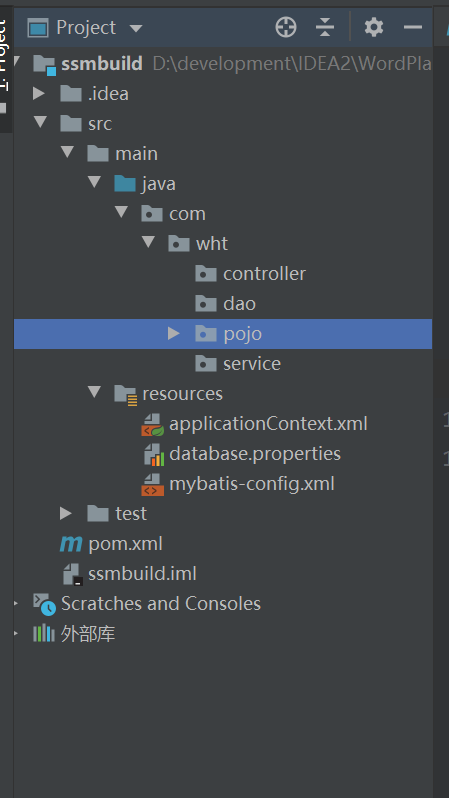 Project
Project
ssmbuild D:\development\IDEA2\WordPla
.idea
src
main
java
com
wht
controller
dao
pojo
service
resources
applicationContext.xml
database.properties
mybatis-config.xml
test
m pom.xml
ssmbuild.iml
Scratches and Consoles
外部库